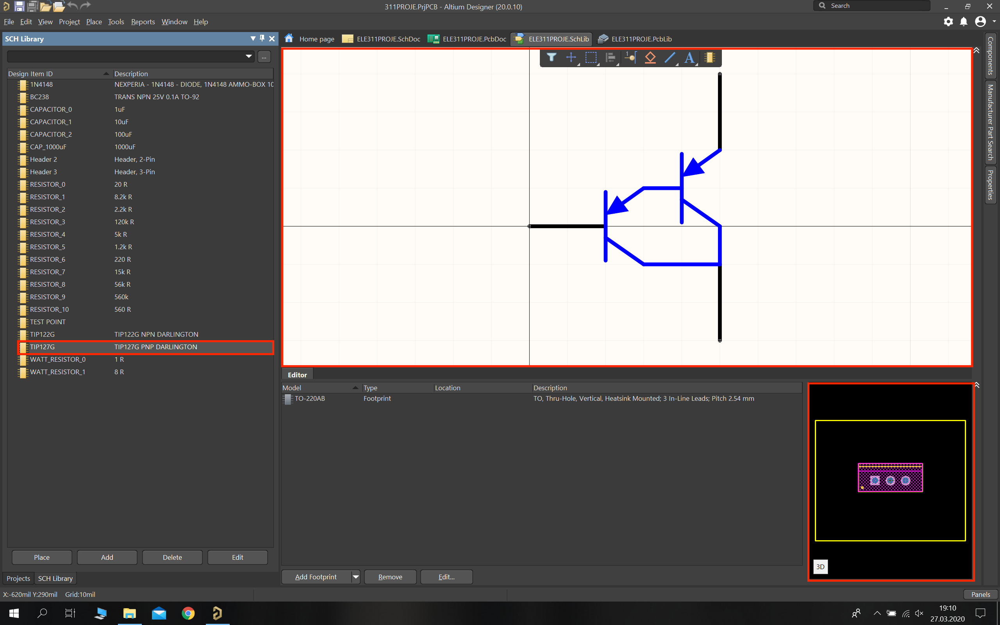 311PROJE.PrjPCB - Altium Designer (20.0.10)
Search
File Edit View Project Place Tools Reports Window Help
SCH Library
Home page ELE311PROJE.SchDoc ELE311PROJE.PcbDoc ELE311PROJE.SchLib ELE311PROJE.PcbLib
...
Design Item ID Description
1N4148 NEXPERIA - 1N4148 - DIODE, 1N4148 AMMO-BOX 10
BC238 TRANS NPN 25V 0.1A TO-92
CAPACITOR_0 1uF
CAPACITOR_1 10uF
CAPACITOR_2 100uF
CAP_1000uF 1000uF
Header 2 Header, 2-Pin
Header 3 Header, 3-Pin
RESISTOR_0 20 R
RESISTOR_1 8.2k R
RESISTOR_2 2.2k R
RESISTOR_3 120k R
RESISTOR_4 5k R
RESISTOR_5 1.2k R
RESISTOR_6 220 R
RESISTOR_7 15k R
RESISTOR_8 56k R
RESISTOR_9 560k
RESISTOR_10 560 R
TEST POINT
TIP122G TIP122G NPN DARLINGTON
TIP127G TIP127G PNP DARLINGTON
WATT_RESISTOR_0 1 R
WATT_RESISTOR_1 8 R
Place Add Delete Edit
Projects SCH Library
1
A
Components
Manufacturer Part Search
Properties
Editor
Model Type Location Description
TO-220AB Footprint TO, Thru-Hole, Vertical, Heatsink Mounted; 3 In-Line Leads; Pitch 2.54 mm
3D
Add Footprint Remove Edit...
X:-620mil Y:290mil Grid:10mil
Panels
19:10
27.03.2020